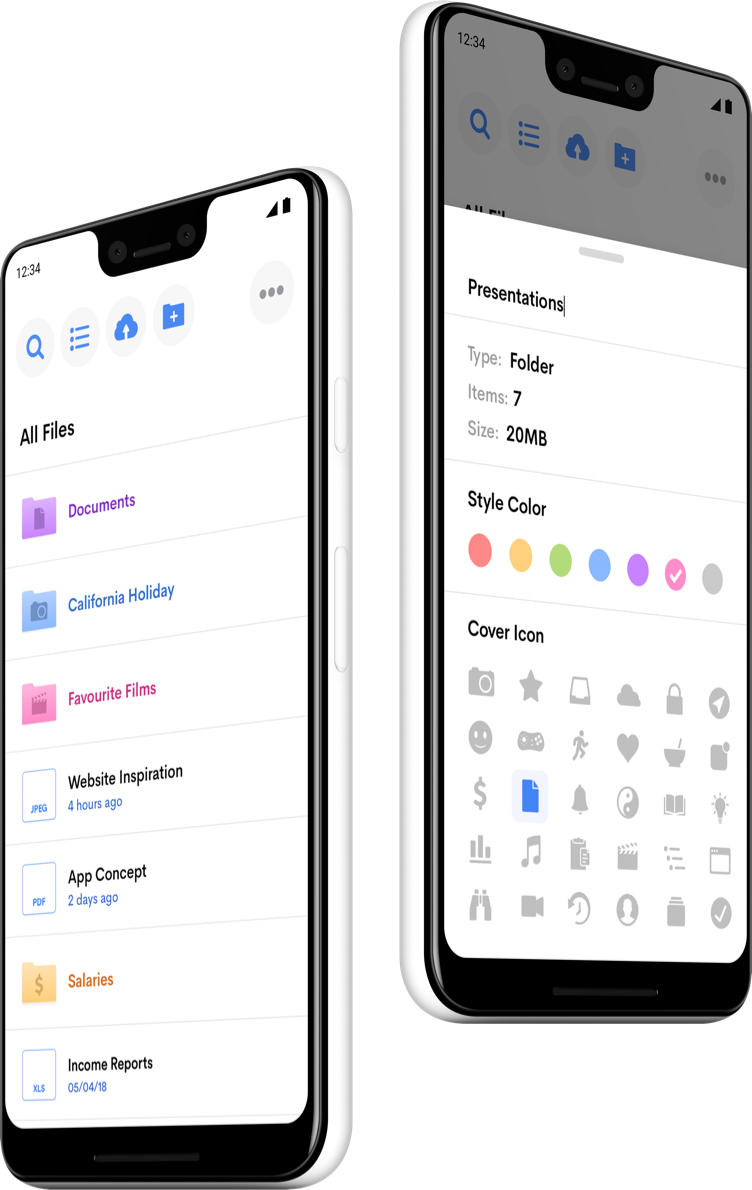 12:34
All Files
Documents
California Holiday
Favourite Films
Website Inspiration
JPEG
4 hours ago
App Concept
PDF
2 days ago
Salaries
$
Income Reports
XLS
05/04/18
12:34
All Fil
Presentations
Type: Folder
Items: 7
Size: 20MB
Style Color
Cover Icon
$